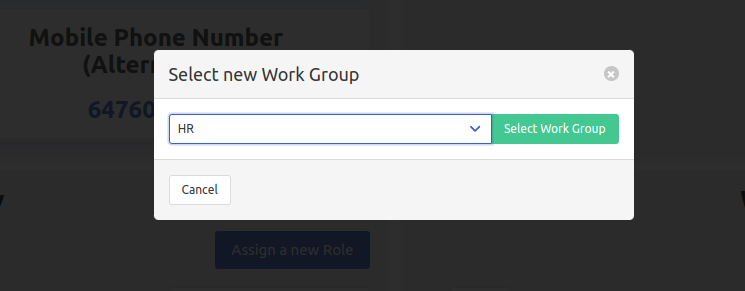 Mobile Phone Number
(Altern
64760
Select new Work Group
HR
Select Work Group
Cancel
Assign a new Role